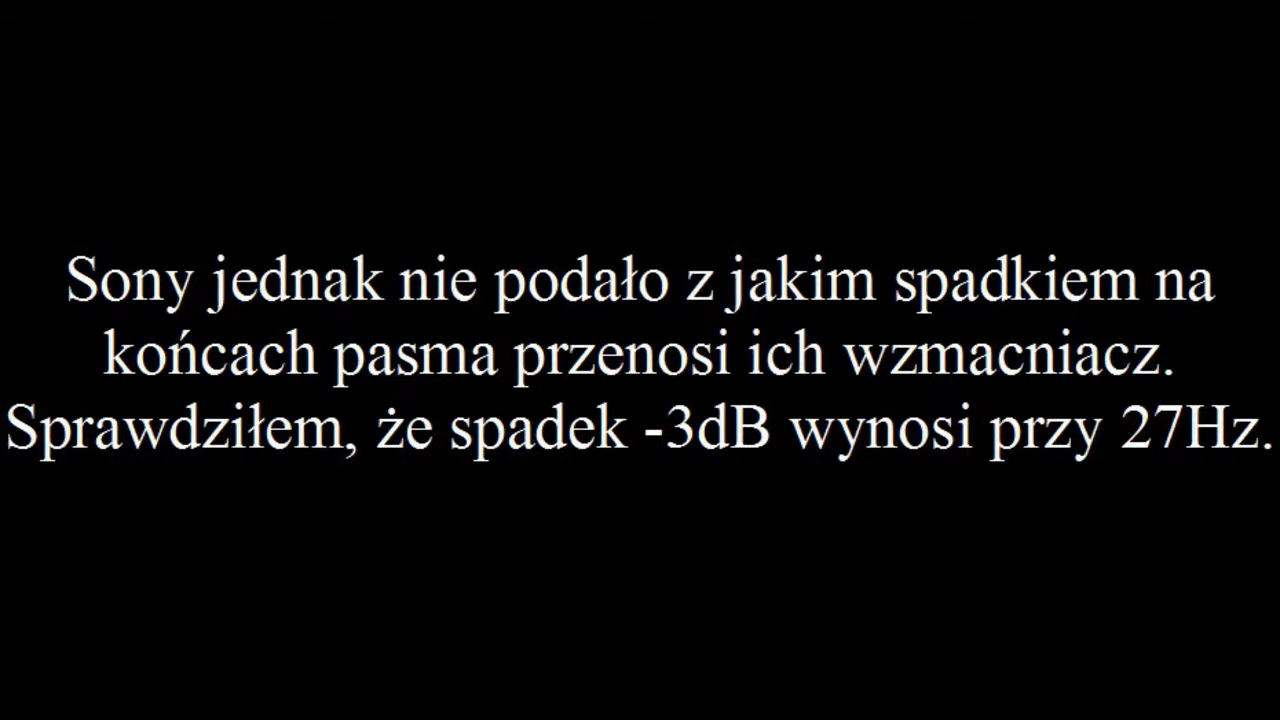 Sony jednak nie podało z jakim spadkiem na
końcach pasma przenosi ich wzmacniacz.
Sprawdziłem, że spadek -3dB wynosi przy 27Hz.